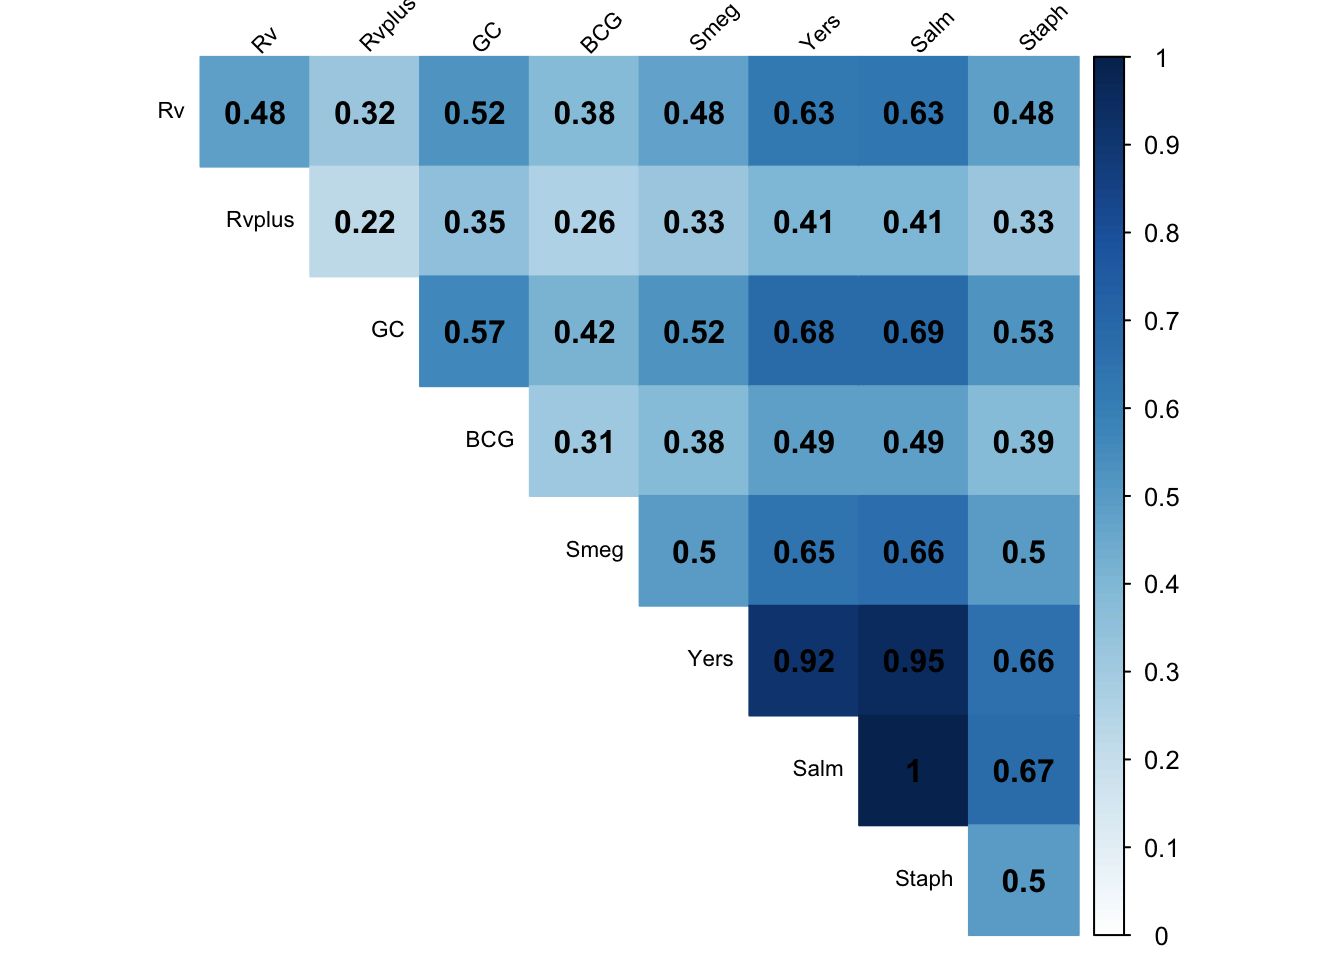 Rv Rvplus GC BCG Smeg Yers Salm Staph
Rv 0.48 0.32 0.52 0.38 0.48 0.63 0.63 0.48
Rvplus 0.22 0.35 0.26 0.33 0.41 0.41 0.33
GC 0.57 0.42 0.52 0.68 0.69 0.53
BCG 0.31 0.38 0.49 0.49 0.39
Smeg 0.5 0.65 0.66 0.5
Yers 0.92 0.95 0.66
Salm 1 0.67
Staph 0.5
1
0.9
0.8
0.7
0.6
0.5
0.4
0.3
0.2
0.1
0